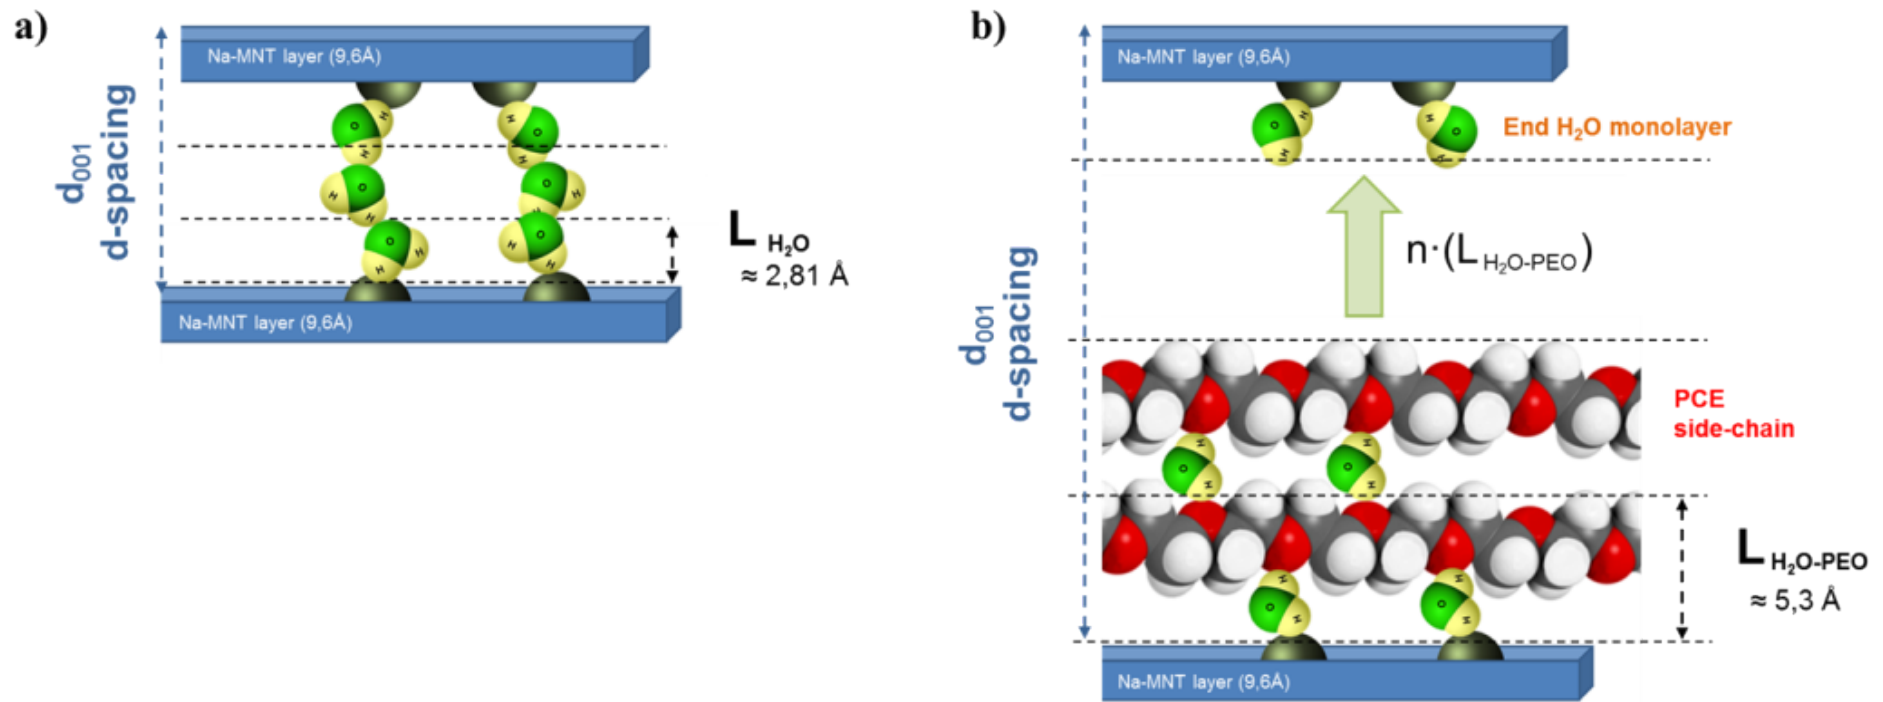 a)
Na-MNT layer (9,6Å)
d001
d-spacing
H
O
H
H
O
H
H
O
H
H
O
H
H
O
H
H
O
H
L H2O
≈ 2,81 Å
Na-MNT layer (9,6Å)
b)
Na-MNT layer (9,6Å)
H
O
H
H
O
H
End H2O monolayer
n·(L H2O-PEO)
d001
d-spacing
PCE
side-chain
H
O
H
H
O
H
L H2O-PEO
≈ 5,3 Å
H
O
H
H
O
H
Na-MNT layer (9,6Å)